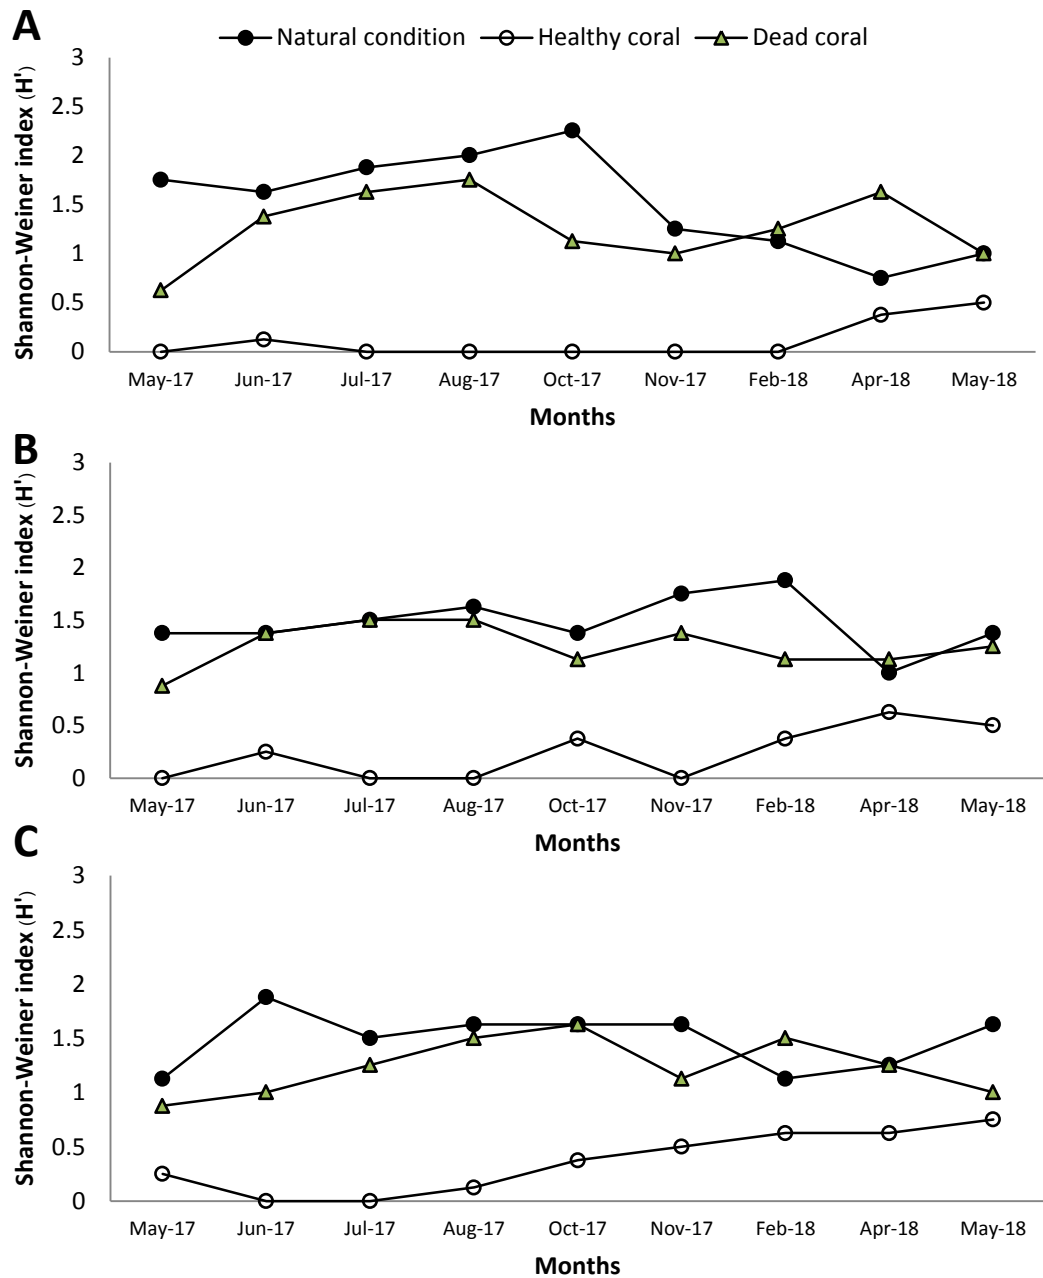 A
Natural condition Healthy coral Dead coral
Shannon-Weiner index (H')
3
2.5
2
1.5
1
0.5
0
May-17 Jun-17 Jul-17 Aug-17 Oct-17 Nov-17 Feb-18 Apr-18 May-18
Months
B
Shannon-Weiner index (H')
3
2.5
2
1.5
1
0.5
0
May-17 Jun-17 Jul-17 Aug-17 Oct-17 Nov-17 Feb-18 Apr-18 May-18
Months
C
Shannon-Weiner index (H')
3
2.5
2
1.5
1
0.5
0
May-17 Jun-17 Jul-17 Aug-17 Oct-17 Nov-17 Feb-18 Apr-18 May-18
Months